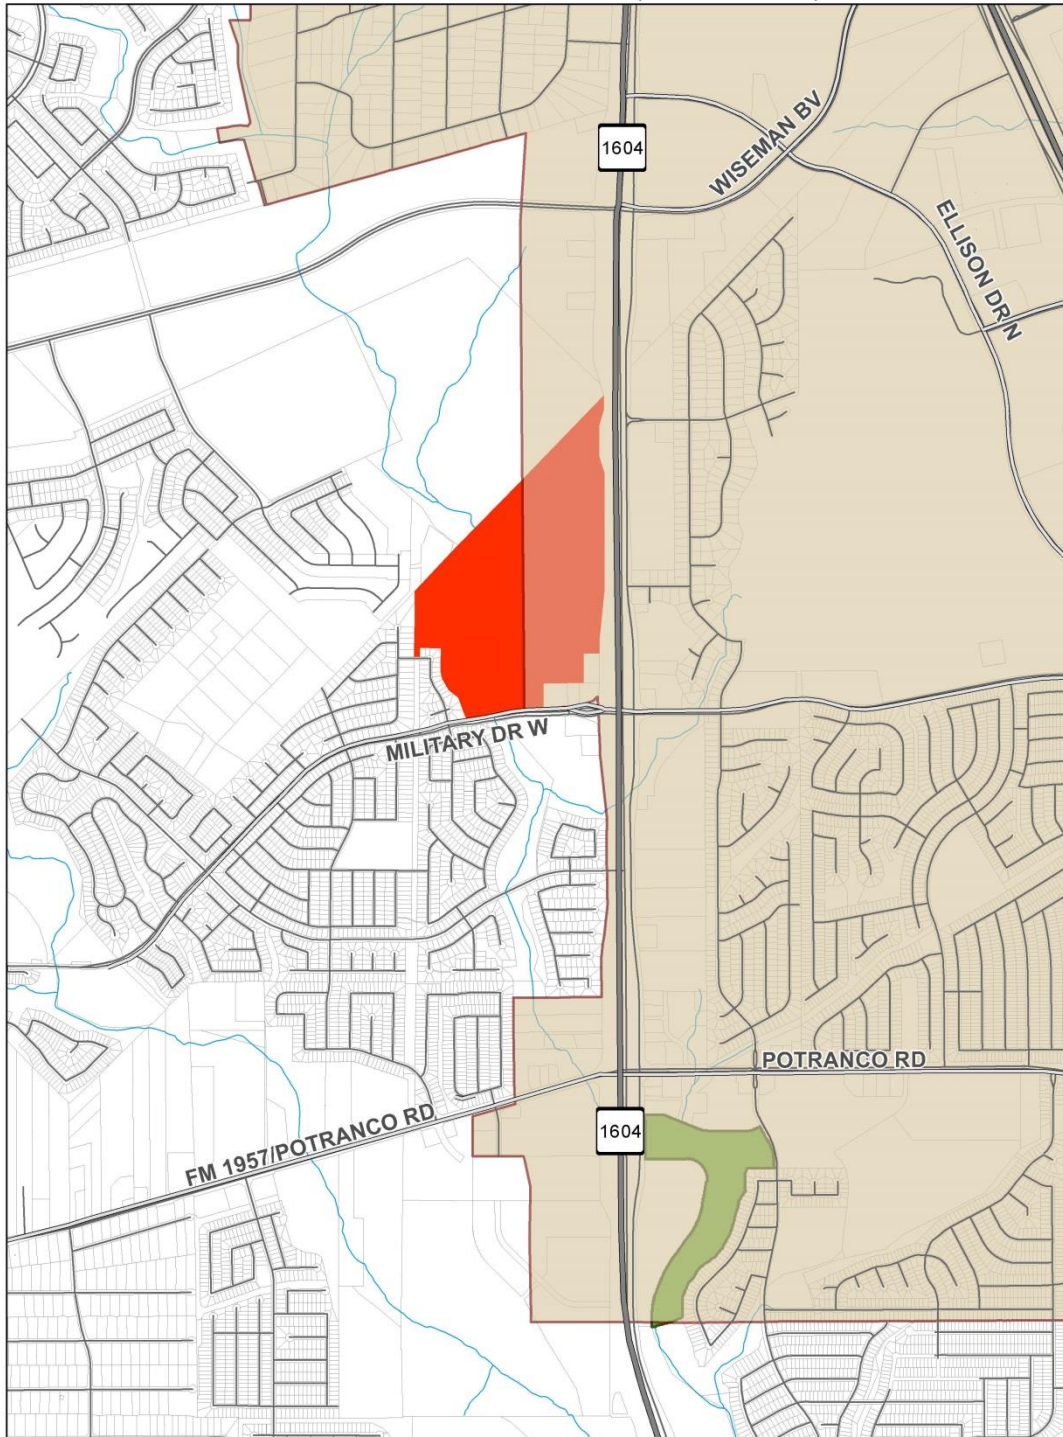 1604
WISEMAN BV
ELLISON DR N
MILITARY DR W
POTRANCO RD
1604
FM 1957/POTRANCO RD